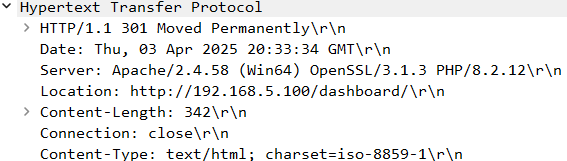 Hypertext Transfer Protocol
HTTP/1.1 301 Moved Permanently\r\n
Date: Thu, 03 Apr 2025 20:33:34 GMT\r\n
Server: Apache/2.4.58 (Win64) OpenSSL/3.1.3 PHP/8.2.12\r\n
Location: http://192.168.5.100/dashboard/\r\n
Content-Length: 342\r\n
Connection: close\r\n
Content-Type: text/html; charset=iso-8859-1\r\n